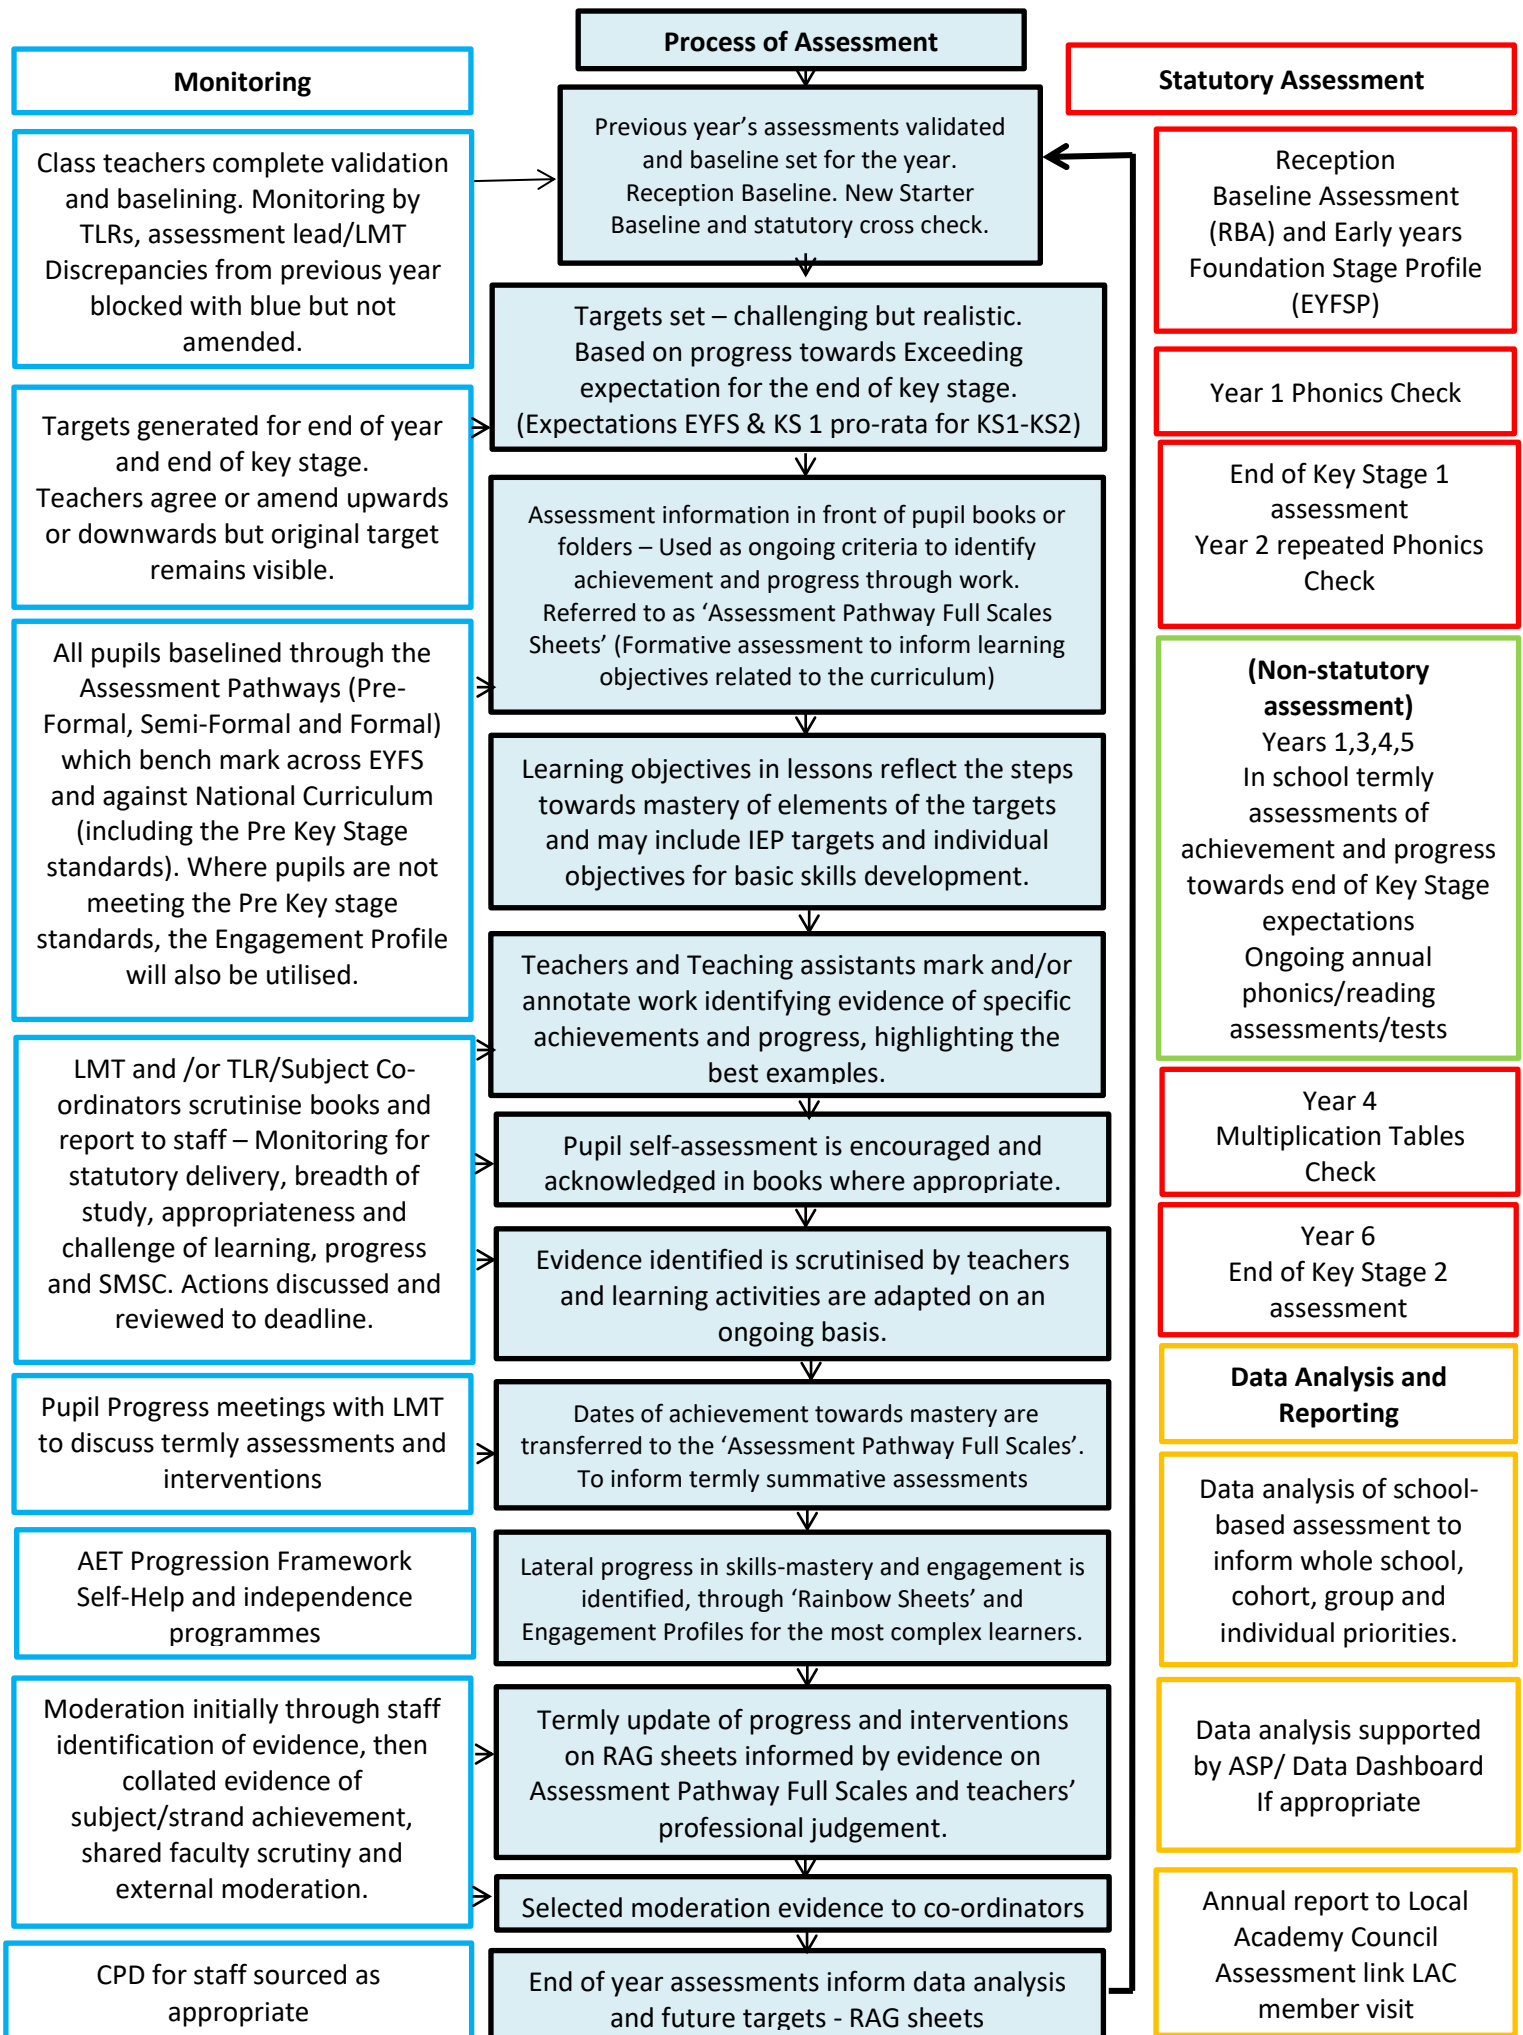 Process of Assessment
Monitoring
Class teachers complete validation
and baselining. Monitoring by
TLRs, assessment lead/LMT
Discrepancies from previous year
blocked with blue but not
amended.
Targets generated for end of year
and end of key stage.
Teachers agree or amend upwards
or downwards but original target
remains visible.
All pupils baselined through the
Assessment Pathways (Pre-
Formal, Semi-Formal and Formal)
which bench mark across EYFS
and against National Curriculum
(including the Pre Key Stage
standards). Where pupils are not
meeting the Pre Key stage
standards, the Engagement Profile
will also be utilised.
LMT and /or TLR/Subject Co-
ordinators scrutinise books and
report to staff – Monitoring for
statutory delivery, breadth of
study, appropriateness and
challenge of learning, progress
and SMSC. Actions discussed and
reviewed to deadline.
Pupil Progress meetings with LMT
to discuss termly assessments and
interventions
AET Progression Framework
Self-Help and independence
programmes
Moderation initially through staff
identification of evidence, then
collated evidence of
subject/strand achievement,
shared faculty scrutiny and
external moderation.
CPD for staff sourced as
appropriate
Previous year’s assessments validated
and baseline set for the year.
Reception Baseline. New Starter
Baseline and statutory cross check.
Targets set – challenging but realistic.
Based on progress towards Exceeding
expectation for the end of key stage.
(Expectations EYFS & KS 1 pro-rata for KS1-KS2)
Assessment information in front of pupil books or
folders – Used as ongoing criteria to identify
achievement and progress through work.
Referred to as ‘Assessment Pathway Full Scales
Sheets’ (Formative assessment to inform learning
objectives related to the curriculum)
Learning objectives in lessons reflect the steps
towards mastery of elements of the targets
and may include IEP targets and individual
objectives for basic skills development.
Teachers and Teaching assistants mark and/or
annotate work identifying evidence of specific
achievements and progress, highlighting the
best examples.
Pupil self-assessment is encouraged and
acknowledged in books where appropriate.
Evidence identified is scrutinised by teachers
and learning activities are adapted on an
ongoing basis.
Dates of achievement towards mastery are
transferred to the ‘Assessment Pathway Full Scales’.
To inform termly summative assessments
Lateral progress in skills-mastery and engagement is
identified, through ‘Rainbow Sheets’ and
Engagement Profiles for the most complex learners.
Termly update of progress and interventions
on RAG sheets informed by evidence on
Assessment Pathway Full Scales and teachers’
professional judgement.
Selected moderation evidence to co-ordinators
End of year assessments inform data analysis
and future targets - RAG sheets
Statutory Assessment
Reception
Baseline Assessment
(RBA) and Early years
Foundation Stage Profile
(EYFSP)
Year 1 Phonics Check
End of Key Stage 1
assessment
Year 2 repeated Phonics
Check
(Non-statutory
assessment)
Years 1,3,4,5
In school termly
assessments of
achievement and progress
towards end of Key Stage
expectations
Ongoing annual
phonics/reading
assessments/tests
Year 4
Multiplication Tables
Check
Year 6
End of Key Stage 2
assessment
Data Analysis and
Reporting
Data analysis of school-
based assessment to
inform whole school,
cohort, group and
individual priorities.
Data analysis supported
by ASP/ Data Dashboard
If appropriate
Annual report to Local
Academy Council
Assessment link LAC
member visit